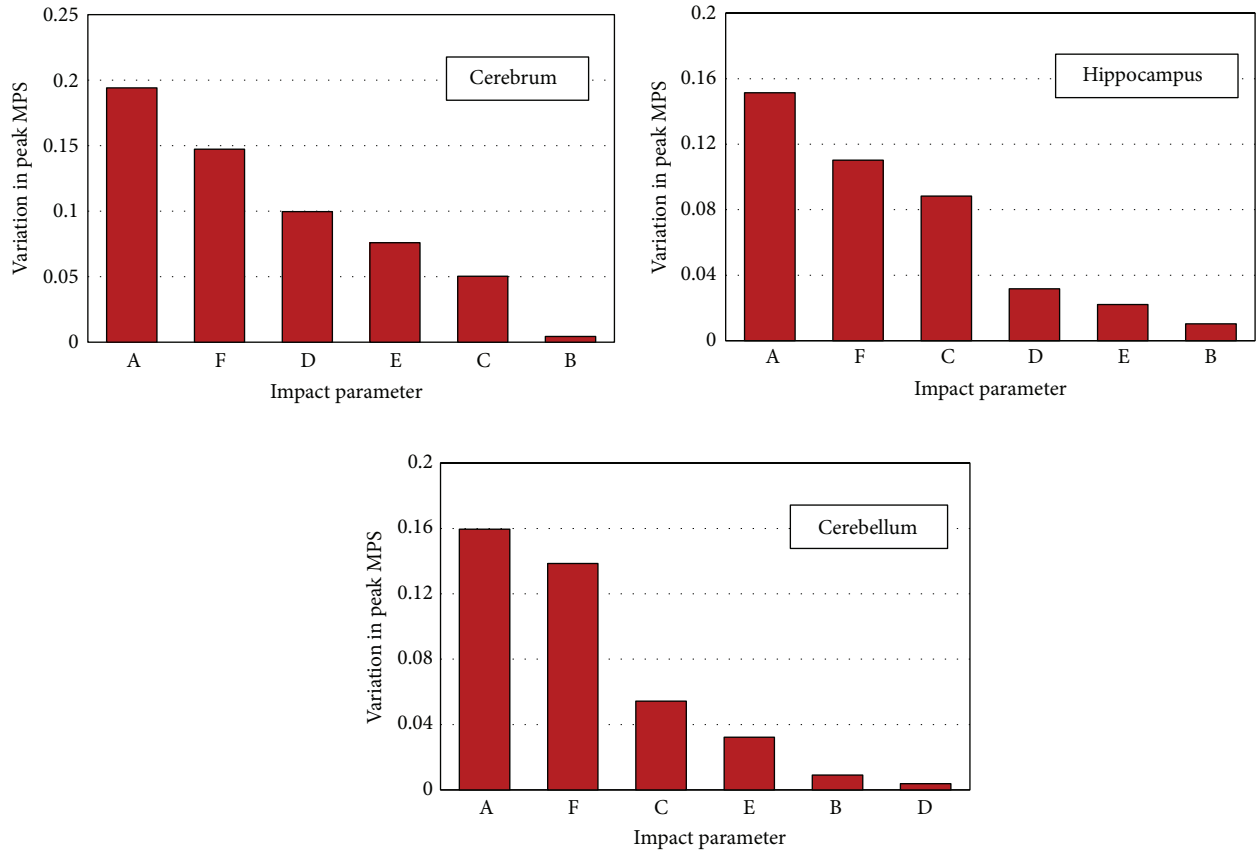 Cerebrum
Variation in peak MPS
0.25
0.2
0.15
0.1
0.05
0
A F D E C B
Impact parameter
Hippocampus
Variation in peak MPS
0.2
0.16
0.12
0.08
0.04
0
A F C D E B
Impact parameter
Cerebellum
Variation in peak MPS
0.2
0.16
0.12
0.08
0.04
0
A F C E B D
Impact parameter